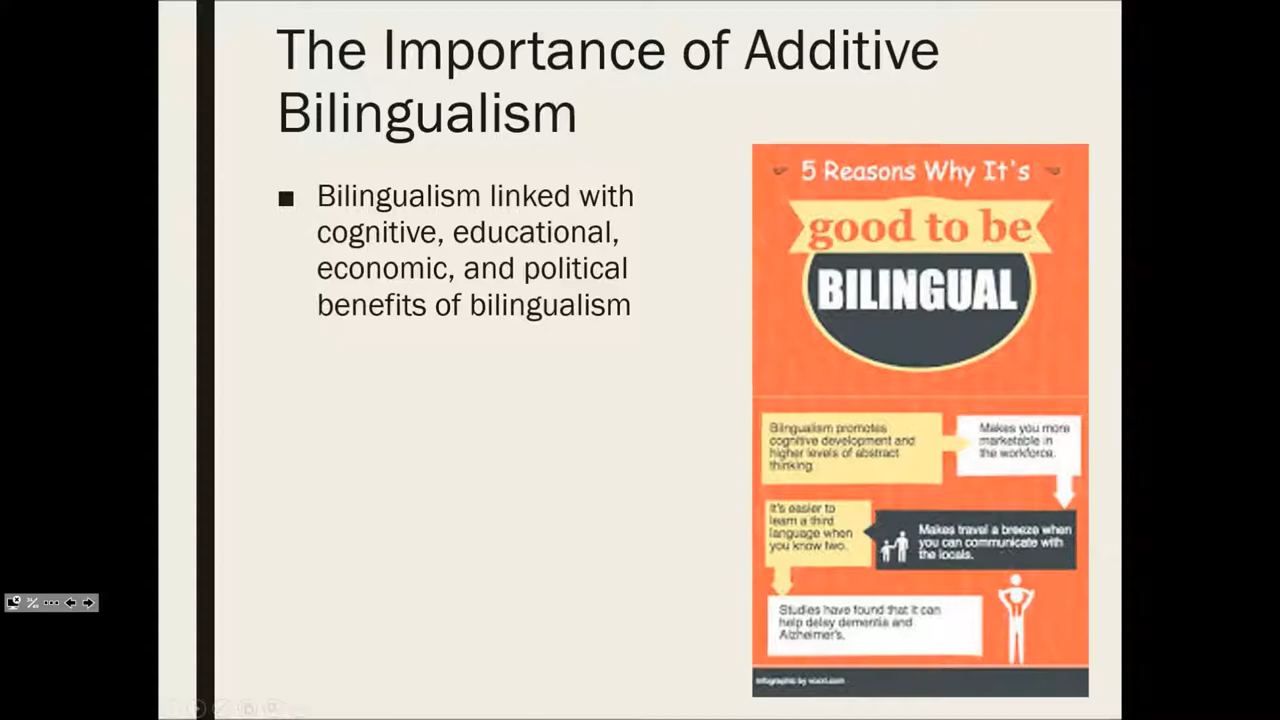 The Importance of Additive
Bilingualism
■ Bilingualism linked with
cognitive, educational,
economic, and political
benefits of bilingualism
5 Reasons Why It's
good to be
BILINGUAL
Bilingualism promotes
cognitive development and
higher levels of abstract
thinking
Makes you more
marketable in
the workforce.
Makes travel a breeze when
you can communicate with
the locals.
It's easier to
learn a third
language when
you know two.
Studies have found that it can
help delay dementia and
Alzheimer's.
Infographic by